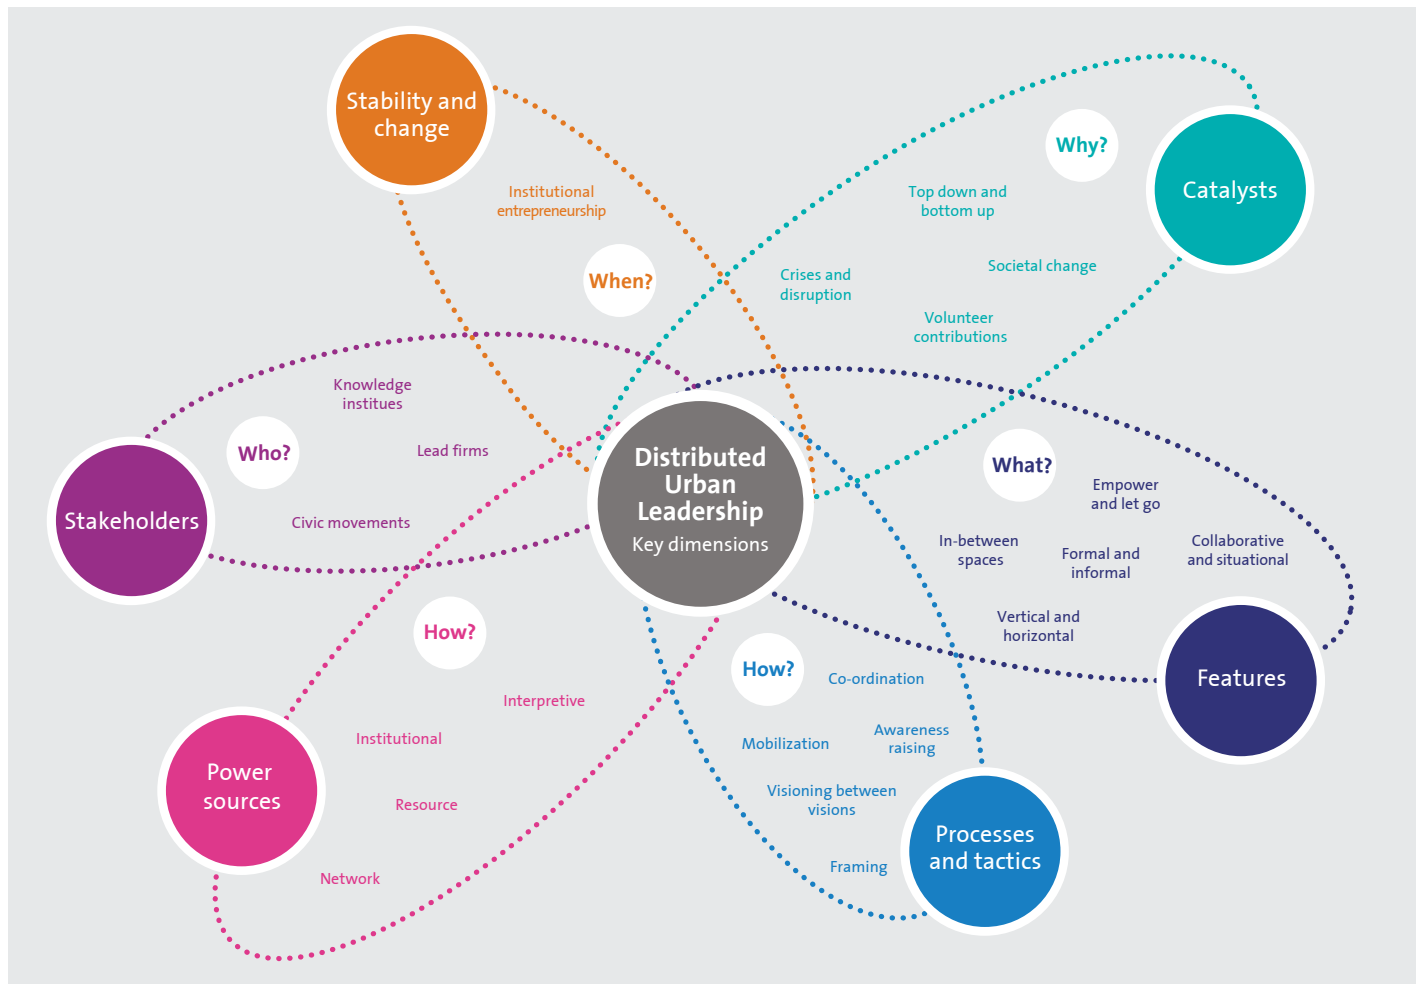 Stability and
change
Institutional
entrepreneurship
When?
Why?
Catalysts
Top down and
bottom up
Crises and
disruption
Societal change
Volunteer
contributions
Knowledge
institues
Who?
Lead firms
Stakeholders
Civic movements
Distributed
Urban
Leadership
Key dimensions
What?
Empower
and let go
In-between
spaces
Formal and
informal
Collaborative
and situational
Vertical and
horizontal
Features
How?
Interpretive
Institutional
Power
sources
Resource
Network
How?
Co-ordination
Mobilization
Awareness
raising
Visioning between
visions
Framing
Processes
and tactics